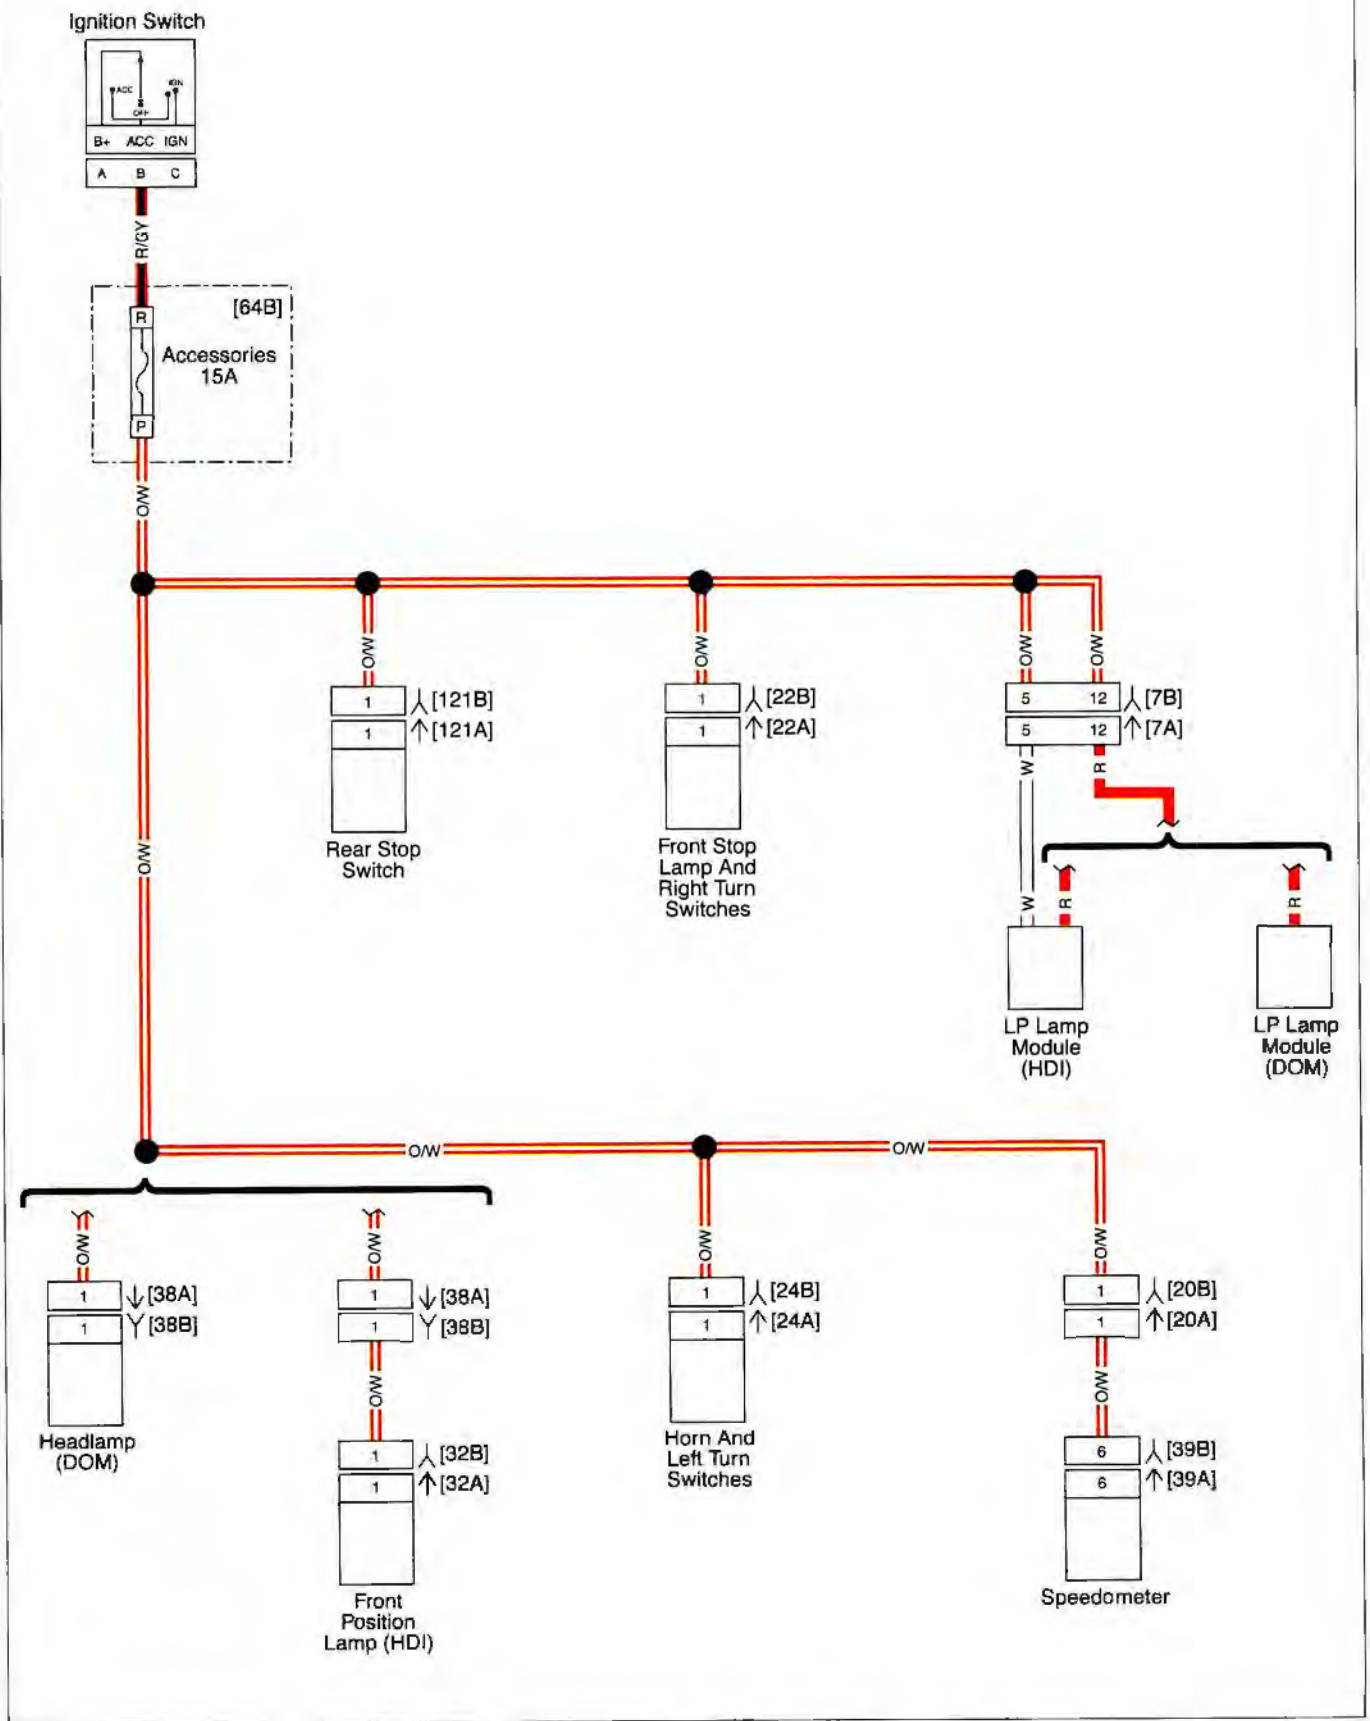 Ignition Switch
ACC
IGN
OFF
B+ ACC IGN
A B C
R/GY
[64B]
R
Accessories
15A
P
O/W
O/W O/W O/W O/W
1 [121B]
1 [121A]
Rear Stop
Switch
1 [22B]
1 [22A]
Front Stop
Lamp And
Right Turn
Switches
5 12 [7B]
5 12 [7A]
W R
O/W
W R R
LP Lamp
Module
(HDI)
LP Lamp
Module
(DOM)
O/W O/W
O/W O/W O/W O/W
1 [38A]
1 [38B]
Headlamp
(DOM)
1 [38A]
1 [38B]
O/W
1 [32B]
1 [32A]
Front
Position
Lamp (HDI)
1 [24B]
1 [24A]
Horn And
Left Turn
Switches
1 [20B]
1 [20A]
O/W
6 [39B]
6 [39A]
Speedometer